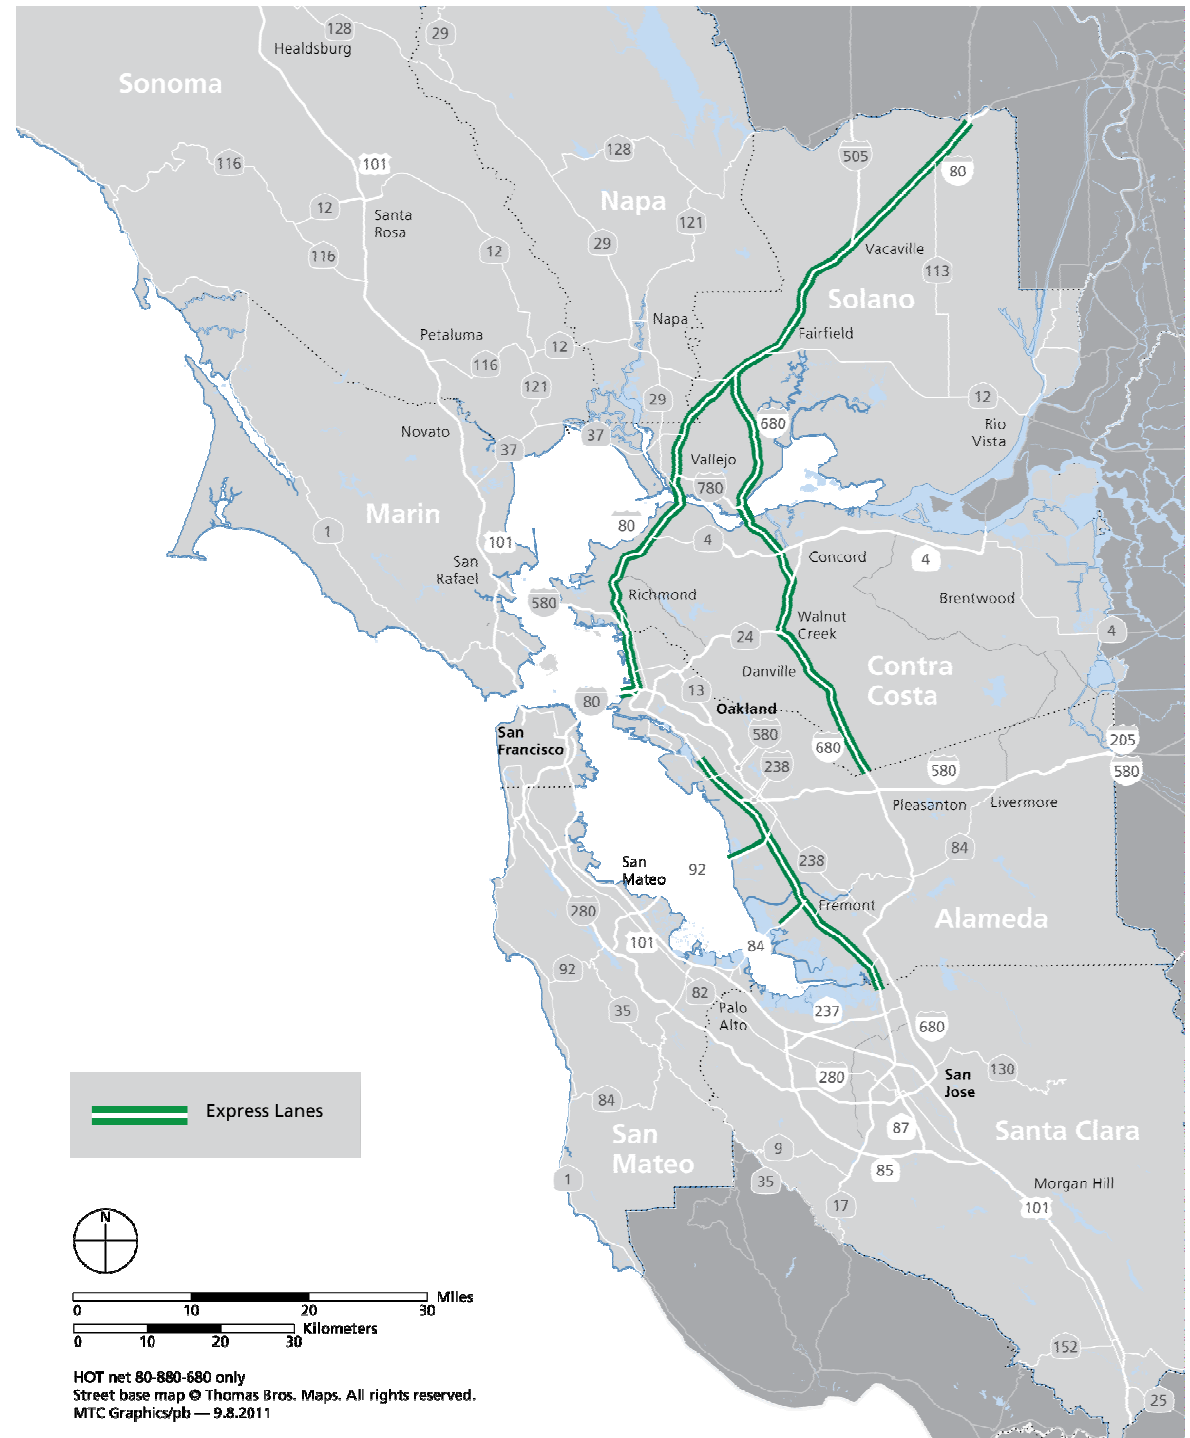 128
29
Healdsburg
Sonoma
116
101
128
505
80
12
Santa
Rosa
Napa
121
116
12
29
Vacaville
113
Solano
Napa
Petaluma
12
Fairfield
116
121
29
12
680
Rio
Vista
Novato
37
37
Vallejo
780
Marin
1
101
80
4
Concord
4
San
Rafael
580
Richmond
Brentwood
Walnut
Creek
24
4
Danville
Contra
Costa
13
80
Oakland
San
Francisco
580
680
205
238
580
580
Pleasanton
Livermore
San
Mateo
92
238
84
280
Fremont
Alameda
101
84
92
82
Palo
Alto
237
35
680
280
San
Jose
130
84
San
Mateo
87
Santa Clara
9
85
1
35
Morgan Hill
17
101
152
25
Express Lanes
N
Miles
0 10 20 30
Kilometers
0 10 20 30
HOT net 80-880-680 only
Street base map © Thomas Bros. Maps. All rights reserved.
MTC Graphics/pb — 9.8.2011